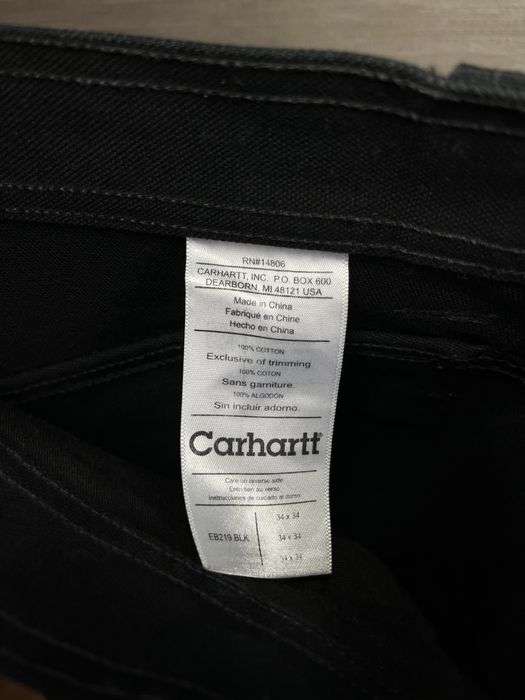 RN#14806
CARHARTT, INC. P.O. BOX 600
DEARBORN, MI 48121 USA
Made in China
Fabriqué en Chine
Hecho en China
100% COTTON
Exclusive of trimming
100% COTON
Sans garniture.
100% ALGODÓN
Sin incluir adorno.
Carhartt
Care on reverse side
Entretien au verso
Instrucciones de cuidado al dorso
34 x 34
EB219 BLK
34 x 34
34 x 34